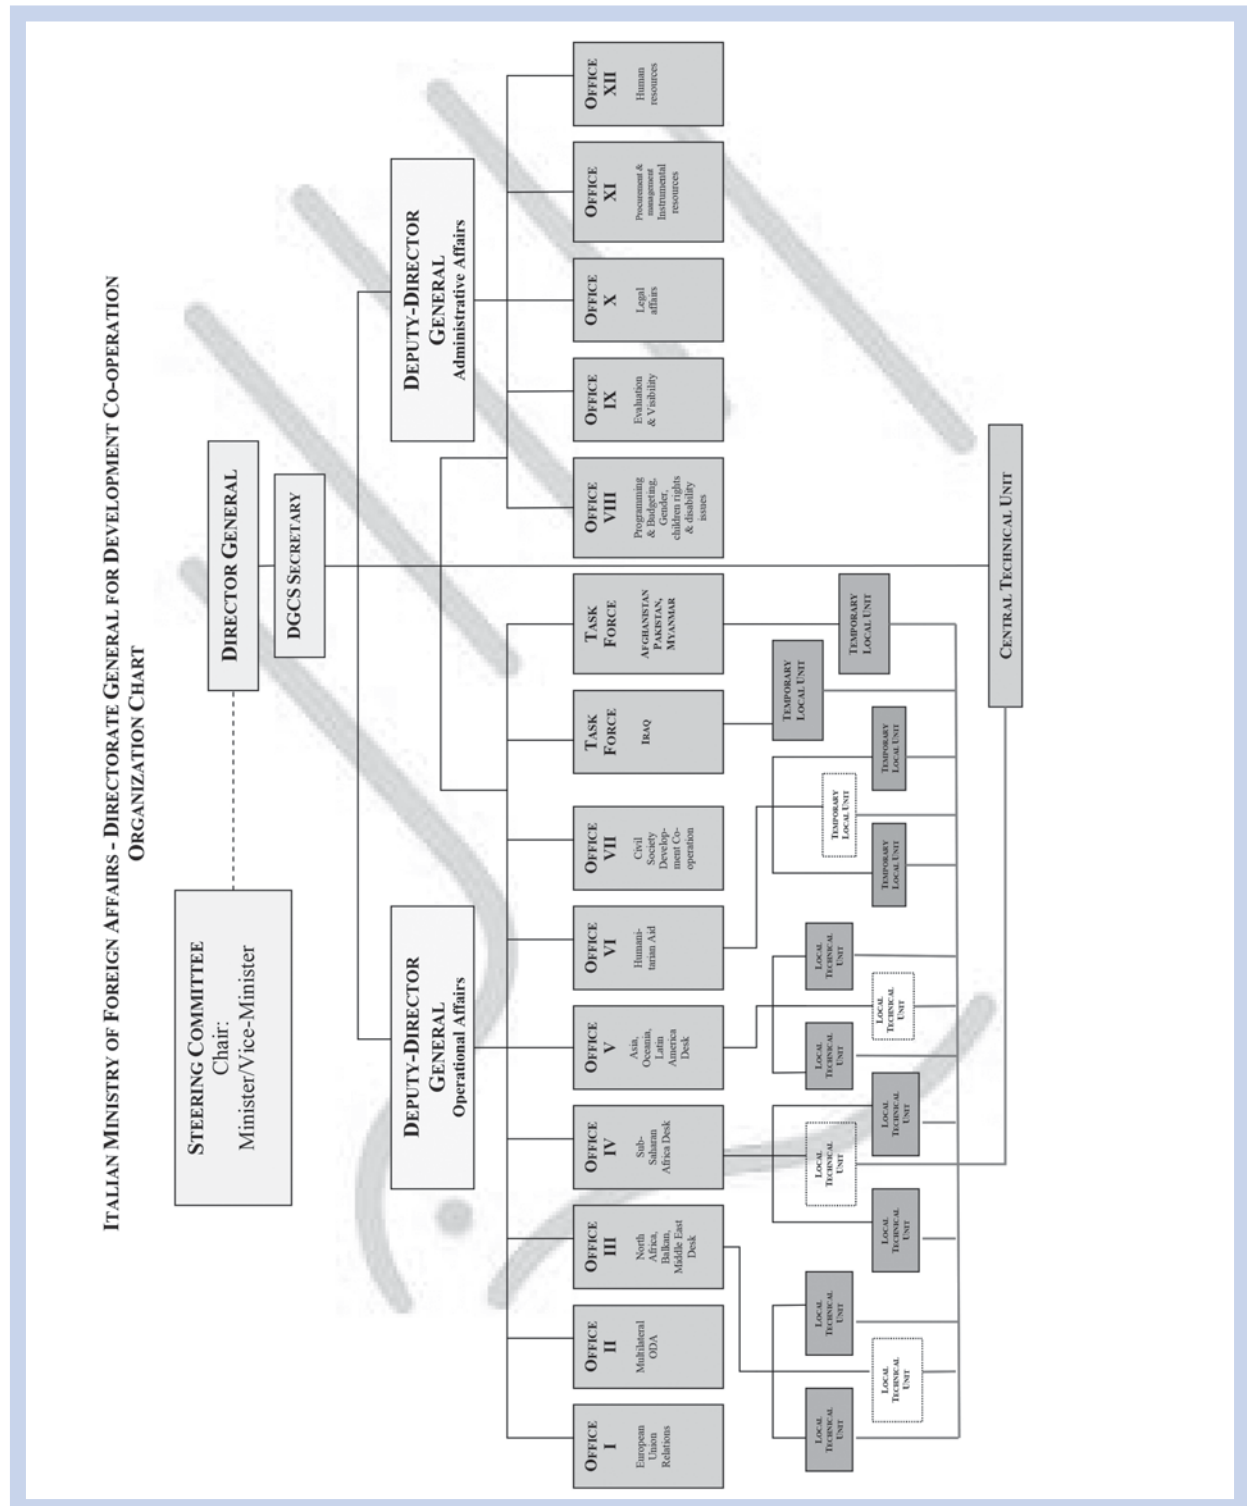 ITALIAN MINISTRY OF FOREIGN AFFAIRS - DIRECTORATE GENERAL FOR DEVELOPMENT CO-OPERATION
ORGANIZATION CHART
STEERING COMMITTEE
Chair:
Minister/Vice-Minister
DIRECTOR GENERAL
DGCS SECRETARY
DEPUTY-DIRECTOR
GENERAL
Operational Affairs
DEPUTY-DIRECTOR
GENERAL
Administrative Affairs
OFFICE
I
European
Union
Relations
OFFICE
II
Multilateral
ODA
OFFICE
III
North
Africa,
Balkan,
Middle East
Desk
OFFICE
IV
Sub-
Saharan
Africa Desk
OFFICE
V
Asia,
Oceania,
Latin
America
Desk
OFFICE
VI
Humani-
tarian Aid
OFFICE
VII
Civil
Society
Develop-
ment Co-
operation
TASK
FORCE
IRAQ
TASK
FORCE
AFGHANISTAN
PAKISTAN,
MYANMAR
OFFICE
VIII
Programming
& Budgeting,
Gender,
children rights
& disability
issues
OFFICE
IX
Evaluation
& Visibility
OFFICE
X
Legal
affairs
OFFICE
XI
Procurement &
management
Instrumental
resources
OFFICE
XII
Human
resources
LOCAL
TECHNICAL
UNIT
LOCAL
TECHNICAL
UNIT
LOCAL
TECHNICAL
UNIT
LOCAL
TECHNICAL
UNIT
LOCAL
TECHNICAL
UNIT
LOCAL
TECHNICAL
UNIT
LOCAL
TECHNICAL
UNIT
LOCAL
TECHNICAL
UNIT
LOCAL
TECHNICAL
UNIT
TEMPORARY
LOCAL UNIT
TEMPORARY
LOCAL UNIT
TEMPORARY
LOCAL UNIT
TEMPORARY
LOCAL UNIT
TEMPORARY
LOCAL UNIT
CENTRAL TECHNICAL UNIT